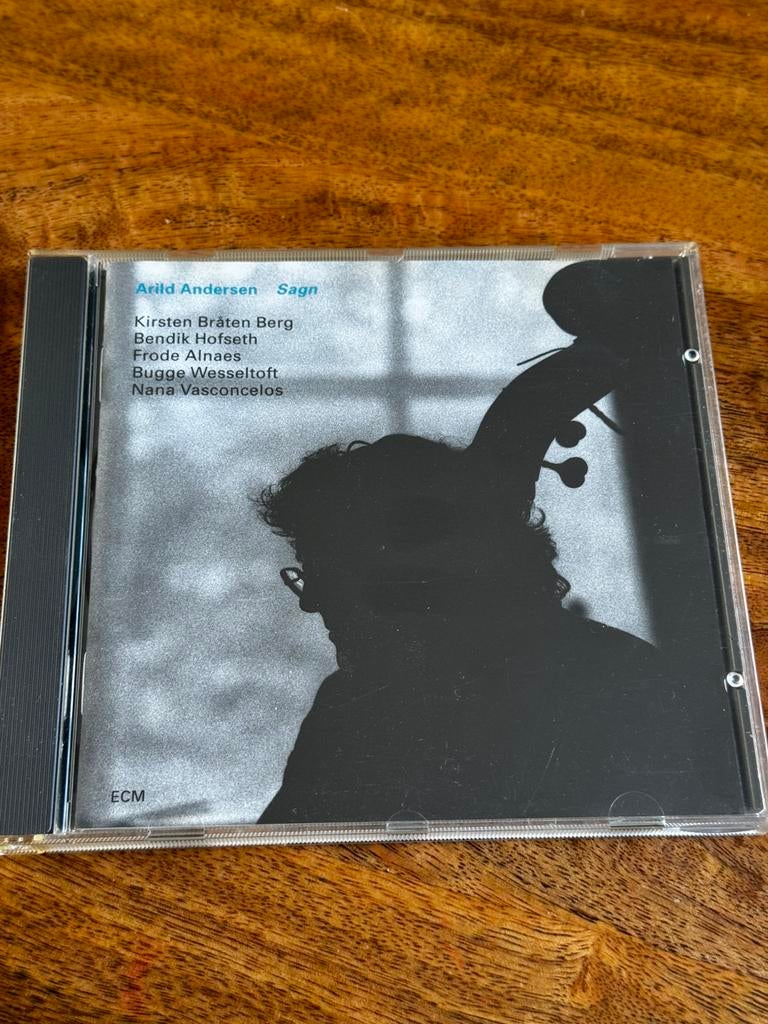 Arild Andersen Sagn
Kirsten Bråten Berg
Bendik Hofseth
Frode Alnaes
Bugge Wesseltoft
Nana Vasconcelos
ECM